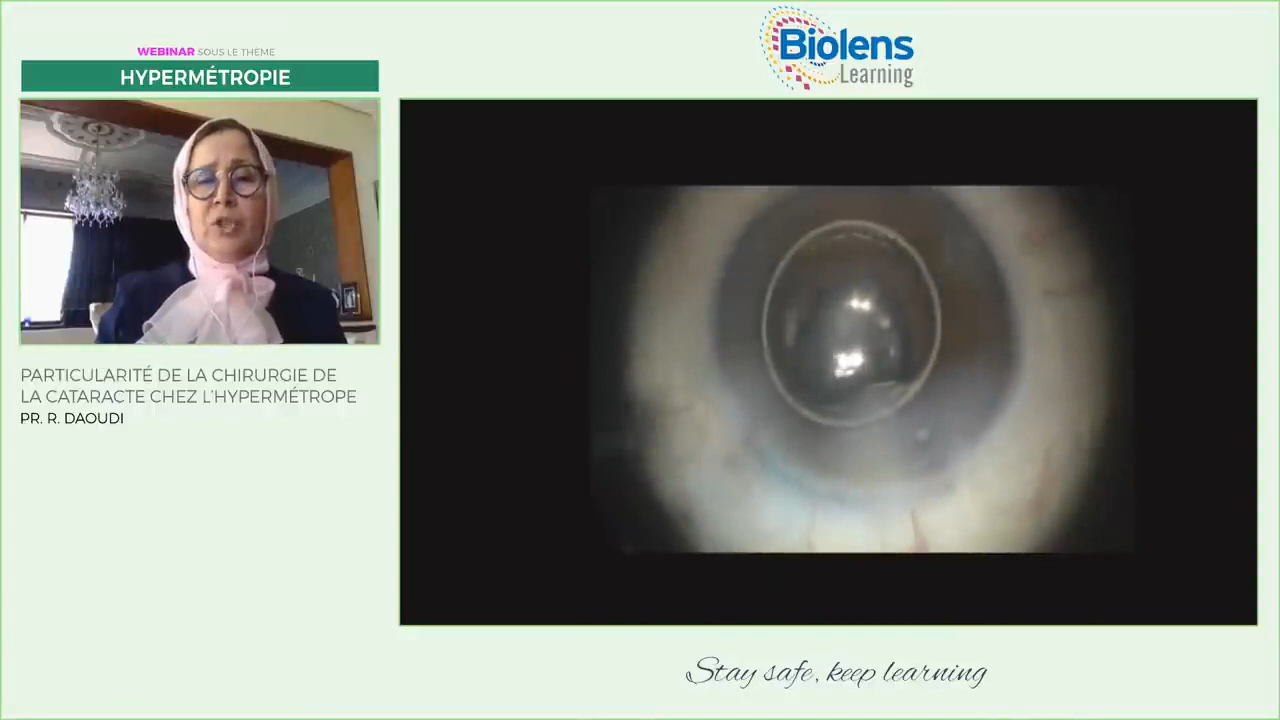 WEBINAR SOUS LE THÈME
HYPERMÉTROPIE
Biolens
Learning
PARTICULARITÉ DE LA CHIRURGIE DE
LA CATARACTE CHEZ L'HYPERMÉTROPE
PR. R. DAOUDI
Stay safe, keep learning